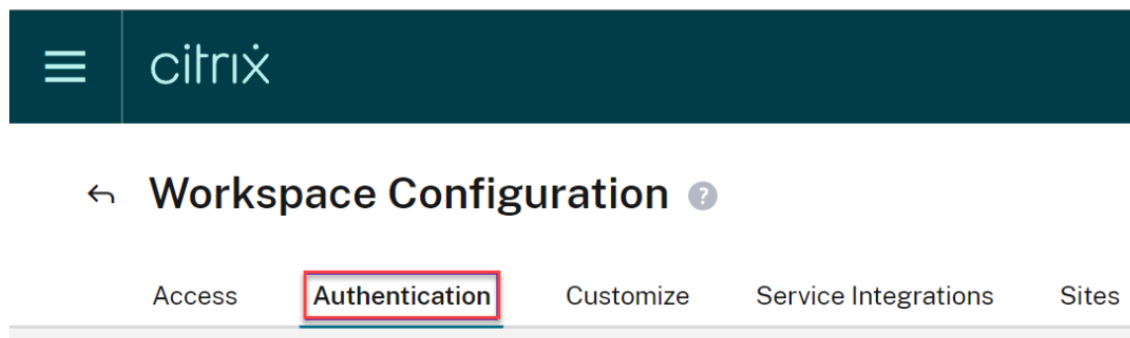 citrix
Workspace Configuration ?
Access Authentication Customize Service Integrations Sites